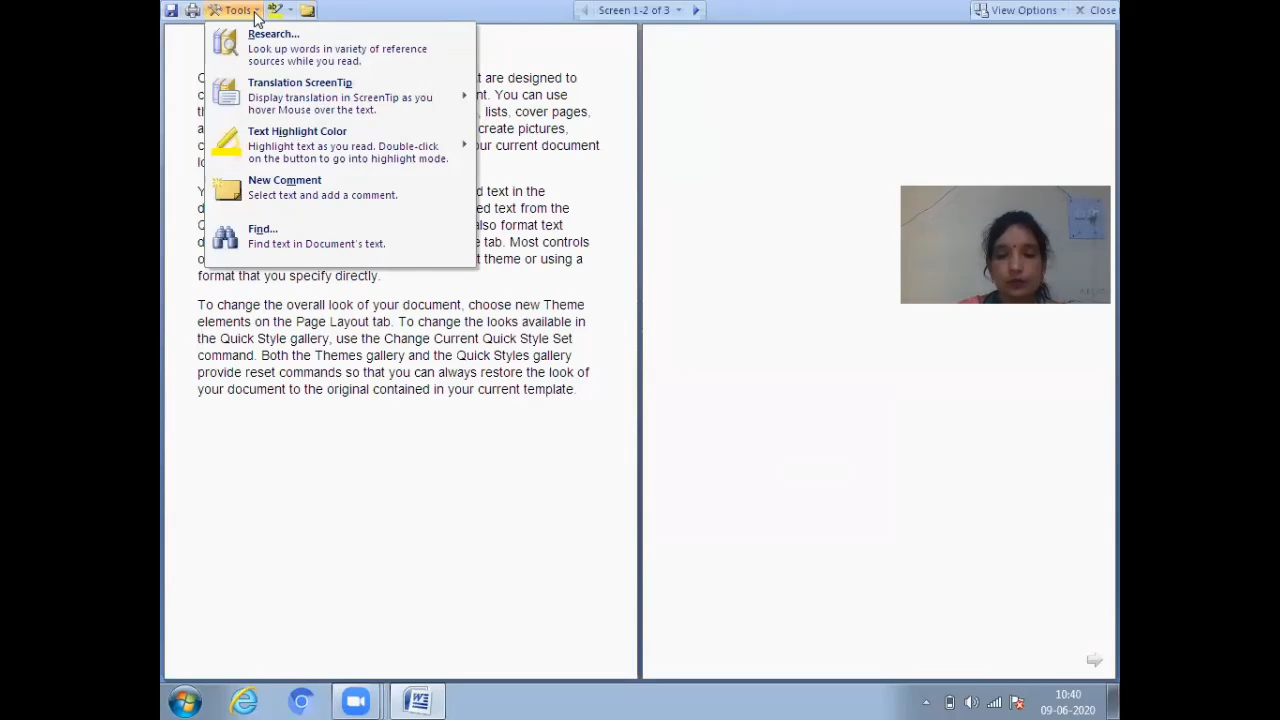 Tools
Screen 1-2 of 3
View Options
Close
Research...
Look up words in variety of reference
sources while you read.
Translation ScreenTip
Display translation in ScreenTip as you
hover Mouse over the text.
Text Highlight Color
Highlight text as you read. Double-click
on the button to go into highlight mode.
New Comment
Select text and add a comment.
Find...
Find text in Document's text.
are designed to
You can use
lists, cover pages,
create pictures,
current document
text in the
text from the
also format text
tab. Most controls
theme or using a
format that you specify directly.
To change the overall look of your document, choose new Theme
elements on the Page Layout tab. To change the looks available in
the Quick Style gallery, use the Change Current Quick Style Set
command. Both the Themes gallery and the Quick Styles gallery
provide reset commands so that you can always restore the look of
your document to the original contained in your current template.
10:40
09-06-2020